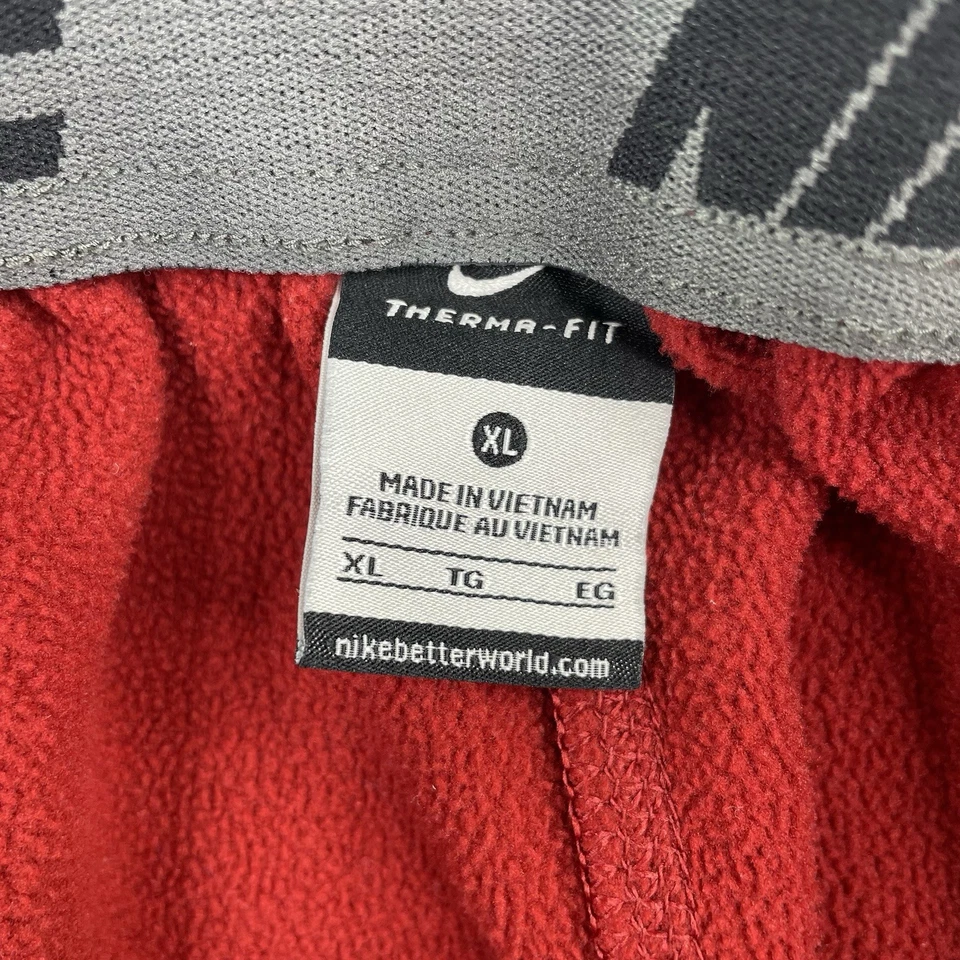 THERMA-FIT
XL
MADE IN VIETNAM
FABRIQUE AU VIETNAM
XL TG EG
nikebetterworld.com